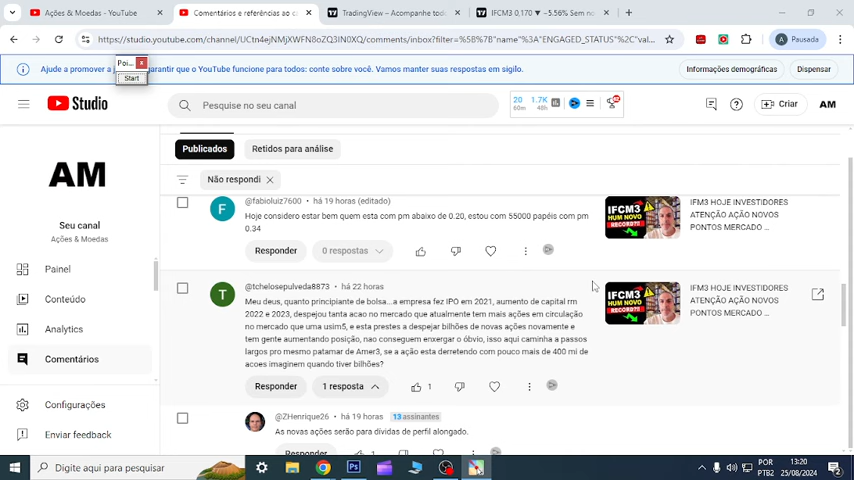 Ações & Moedas - YouTube
Comentários e referências ao c
TradingView — Acompanhe todo
IFCM3 0,170 ▼ −5.56% Sem n
https://studio.youtube.com/channel/UCtn4ejNMjXWFN8oZQ3IN0XQ/comments/inbox?filter=%5B%7B"name"%3A"ENGAGED_STATUS"%2C"val...
Pausada
Ajude a promover a
garantir que o YouTube funcione para todos: conte sobre você. Vamos manter suas respostas em sigilo.
Informações demográficas
Dispensar
Poi...
Start
Studio
Pesquise no seu canal
20
60m
1.7K
48h
Criar
AM
Publicados
Retidos para análise
Não respondi
AM
Seu canal
Ações & Moedas
Painel
Conteúdo
Analytics
Comentários
Configurações
Enviar feedback
F
@fabioluiz7600 • há 19 horas (editado)
Hoje considero estar bem quem esta com pm abaixo de 0.20, estou com 55000 papéis com pm
0.34
Responder
0 respostas
IFCM3
HUM NOVO
RECORD?!
IFM3 HOJE INVESTIDORES
ATENÇÃO AÇÃO NOVOS
PONTOS MERCADO ...
T
@tchelosepulveda8873 • há 22 horas
Meu deus, quanto principiante de bolsa...a empresa fez IPO em 2021, aumento de capital rm
2022 e 2023, despejou tanta acao no mercado que atualmente tem mais ações em circulação
no mercado que uma usim5, e esta prestes a despejar bilhões de novas ações novamente e
tem gente aumentando posição, nao conseguem enxergar o óbvio, isso aqui caminha a passos
largos pro mesmo patamar de Amer3, se a ação esta derretendo com pouco mais de 400 mi de
acoes imaginem quando tiver bilhões?
Responder
1 resposta
1
IFCM3
HUM NOVO
RECORD?!
IFM3 HOJE INVESTIDORES
ATENÇÃO AÇÃO NOVOS
PONTOS MERCADO ...
@ZHenrique26 • há 19 horas
13 assinantes
As novas ações serão para dívidas de perfil alongado.
Responder
1
Digite aqui para pesquisar
POR
PTB2
13:20
25/08/2024
2